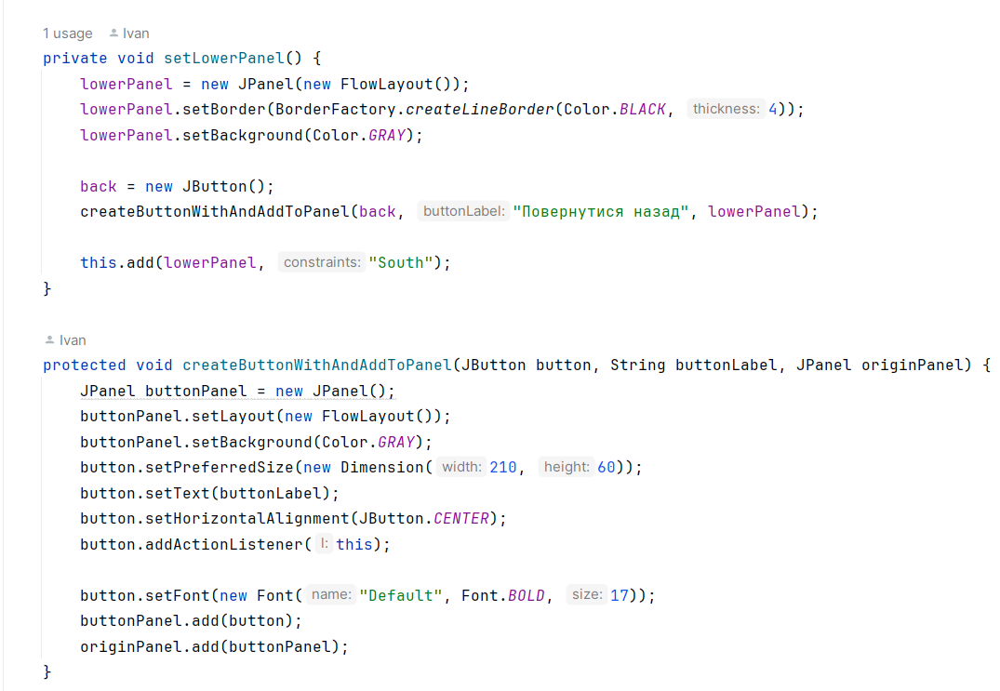 1 usage Ivan
private void setLowerPanel() {
lowerPanel = new JPanel(new FlowLayout());
lowerPanel.setBorder(BorderFactory.createLineBorder(Color.BLACK, thickness: 4));
lowerPanel.setBackground(Color.GRAY);
back = new JButton();
createButtonWithAndAddToPanel(back, buttonLabel: "Повернутися назад", lowerPanel);
this.add(lowerPanel, constraints: "South");
}
Ivan
protected void createButtonWithAndAddToPanel(JButton button, String buttonLabel, JPanel originPanel) {
JPanel buttonPanel = new JPanel();
buttonPanel.setLayout(new FlowLayout());
buttonPanel.setBackground(Color.GRAY);
button.setPreferredSize(new Dimension( width: 210, height: 60));
button.setText(buttonLabel);
button.setHorizontalAlignment(JButton.CENTER);
button.addActionListener( l: this);
button.setFont(new Font( name: "Default", Font.BOLD, size: 17));
buttonPanel.add(button);
originPanel.add(buttonPanel);
}